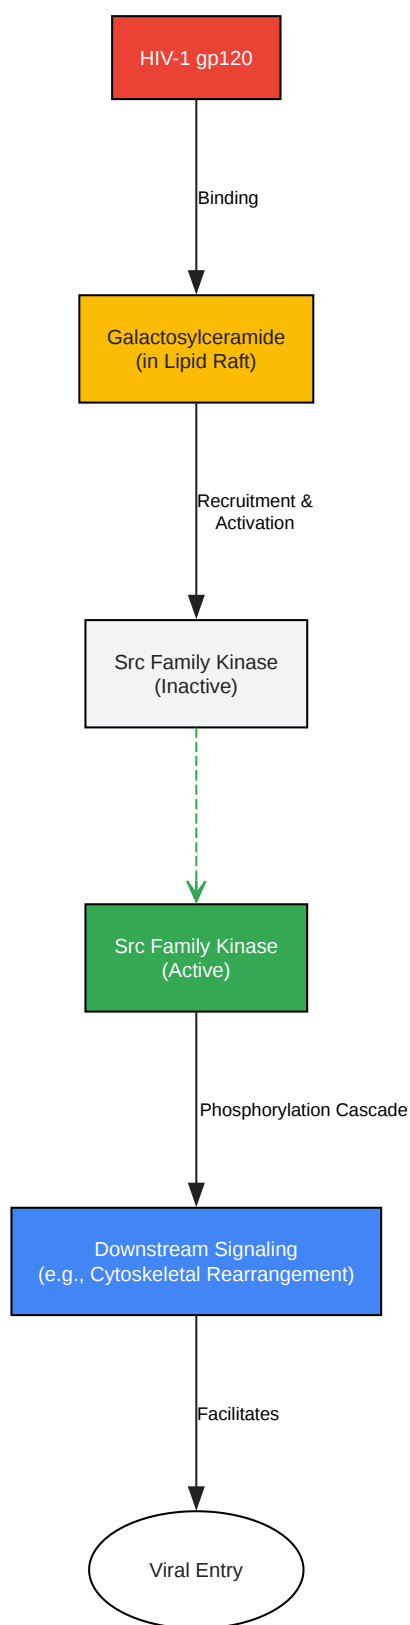 HIV-1 gp120
Binding
Galactosylceramide
(in Lipid Raft)
Recruitment &
Activation
Src Family Kinase
(Inactive)
Src Family Kinase
(Active)
Phosphorylation Cascade
Downstream Signaling
(e.g., Cytoskeletal Rearrangement)
Facilitates
Viral Entry